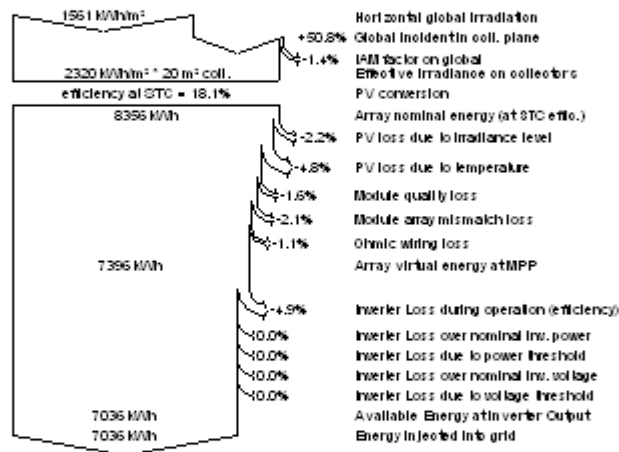 1561 kWh/m² Horizontal global irradiation
+50.8% Global incident in coll. plane
-1.4% IAM factor on global
2320 kWh/m² * 20 m² coll. Effective irradiance on collectors
efficiency at STC = 18.1% PV conversion
8356 kWh Array nominal energy (at STC effic.)
-2.2% PV loss due to irradiance level
-4.8% PV loss due to temperature
-1.6% Module quality loss
-2.1% Module array mismatch loss
-1.1% Ohmic wiring loss
7396 kWh Array virtual energy at MPP
-4.9% Inverter Loss during operation (efficiency)
0.0% Inverter Loss over nominal inv. power
0.0% Inverter Loss due to power threshold
0.0% Inverter Loss over nominal inv. voltage
0.0% Inverter Loss due to voltage threshold
7036 kWh Available Energy at Inverter Output
7036 kWh Energy injected into grid